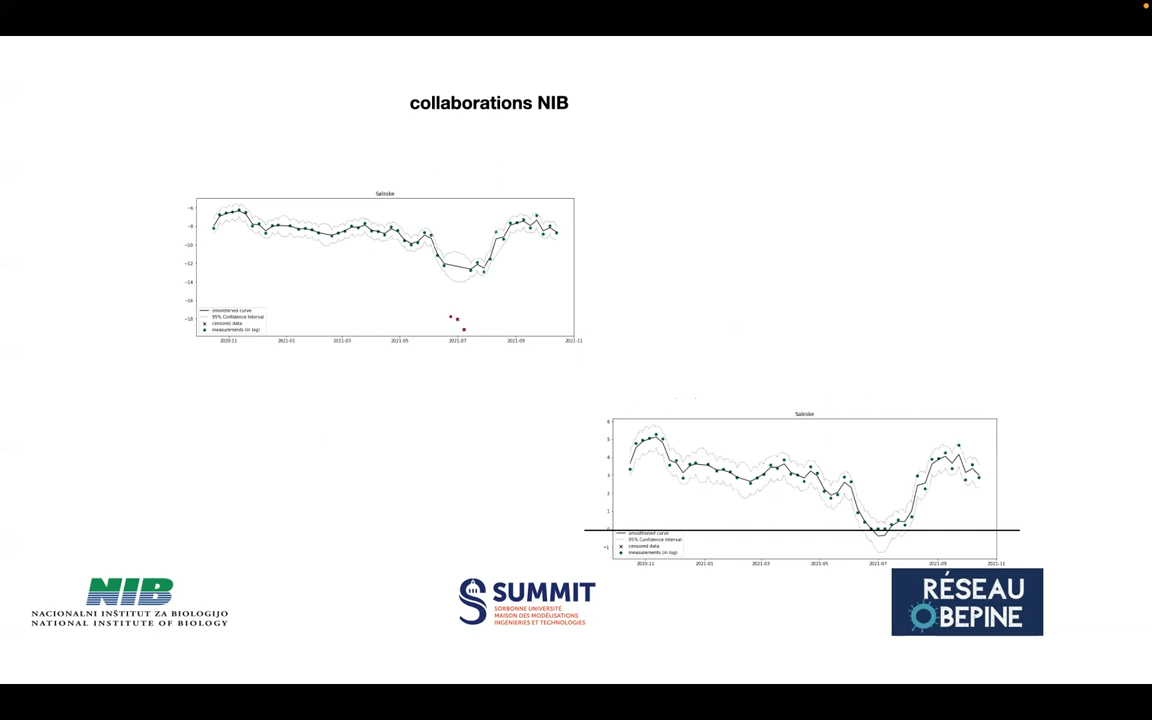 collaborations NIB
Saleske
-4
-6
-8
-10
-12
-14
-16
-18
smoothered curve
95% Confidence Interval
censored data
measurements (in log)
2020-11
2021-01
2021-03
2021-05
2021-07
2021-09
2021-11
Saleske
6
5
4
3
2
1
0
-1
smoothered curve
95% Confidence Interval
censored data
measurements (in log)
2020-11
2021-01
2021-03
2021-05
2021-07
2021-09
2021-11
NIB
NACIONALNI INŠTITUT ZA BIOLOGIJO
NATIONAL INSTITUTE OF BIOLOGY
SUMMIT
SORBONNE UNIVERSITÉ
MAISON DES MODÉLISATIONS
INGÉNIERIES ET TECHNOLOGIES
RÉSEAU
OBEPINE